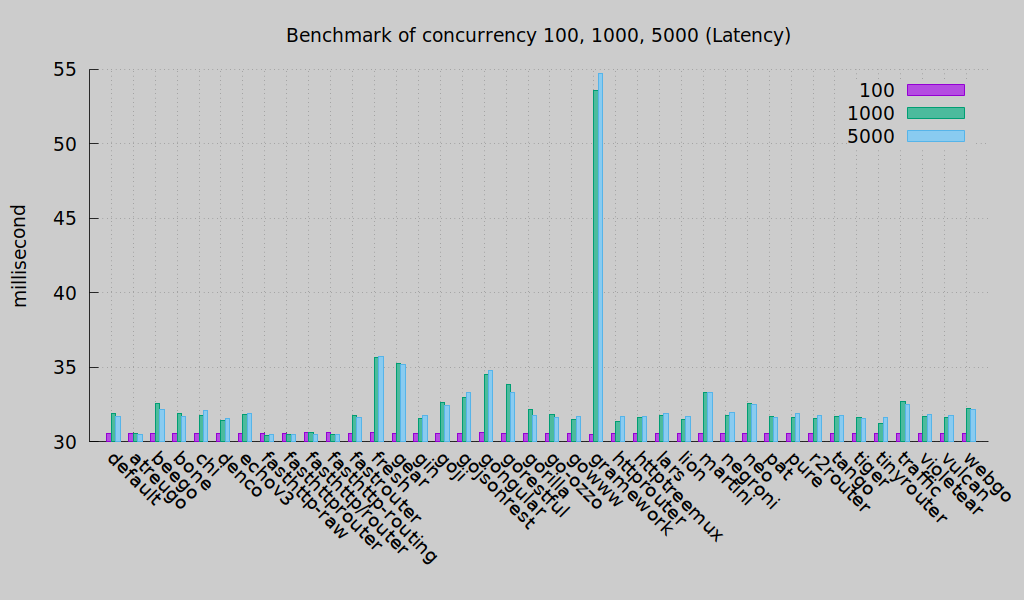 Benchmark of concurrency 100, 1000, 5000 (Latency)
55
50
45
40
35
30
millisecond
100
1000
5000
default
atreugo
beego
bone
chi
denco
echov3
fasthttp-raw
fasthttprouter
fasthttp/router
fasthttp-routing
fastrouter
fresh
gear
gin
goji
gojsonrest
gongular
gorestful
gorilla
gorozzo
gowww
gramework
httprouter
httptreemux
lars
lion
martini
negroni
neo
pat
pure
r2router
tango
tiger
tinyrouter
traffic
violetear
vulcan
webgo